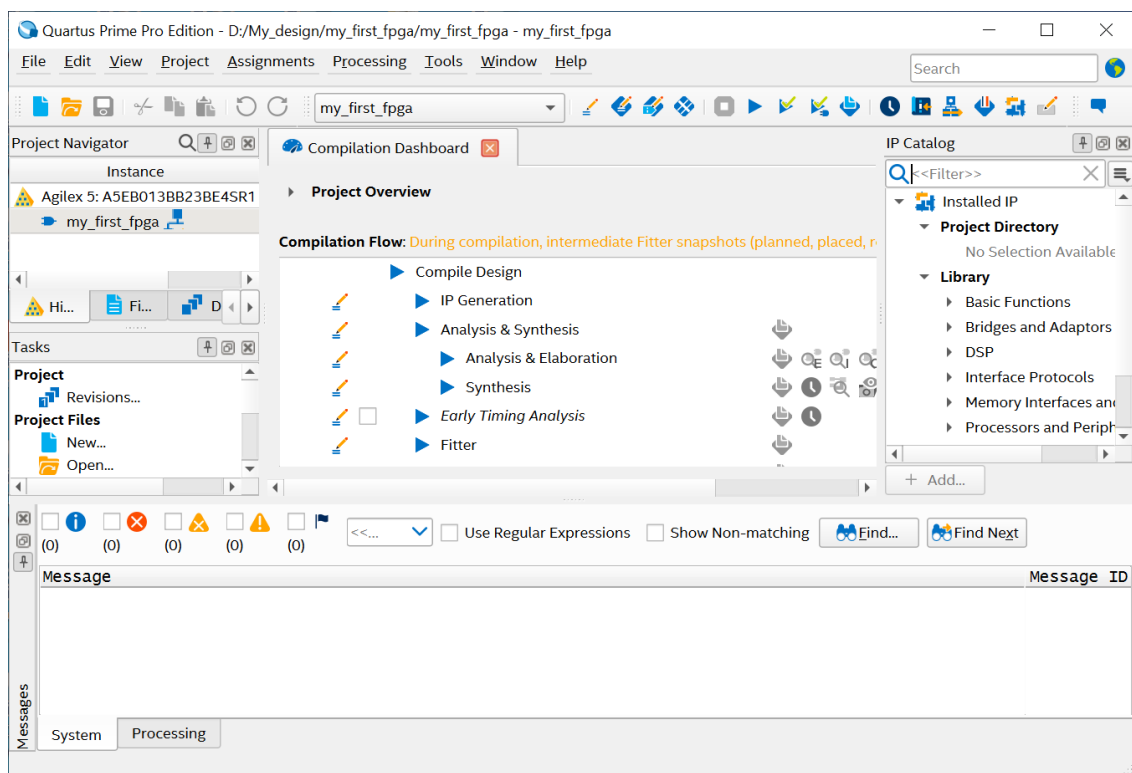 Quartus Prime Pro Edition - D:/My_design/my_first_fpga/my_first_fpga - my_first_fpga
File Edit View Project Assignments Processing Tools Window Help
Search
my_first_fpga
Project Navigator
Instance
Agilex 5: A5EB013BB23BE4SR1
my_first_fpga
Hi...
Fi...
D
Tasks
Project
Revisions...
Project Files
New...
Open...
Compilation Dashboard
Project Overview
Compilation Flow: During compilation, intermediate Fitter snapshots (planned, placed, r
Compile Design
IP Generation
Analysis & Synthesis
Analysis & Elaboration
Synthesis
Early Timing Analysis
Fitter
IP Catalog
<<Filter>>
Installed IP
Project Directory
No Selection Available
Library
Basic Functions
Bridges and Adaptors
DSP
Interface Protocols
Memory Interfaces and
Processors and Periph
+ Add...
(0) (0) (0) (0) (0)
<<...
Use Regular Expressions
Show Non-matching
Find...
Find Next
Message
Message ID
Messages
System
Processing